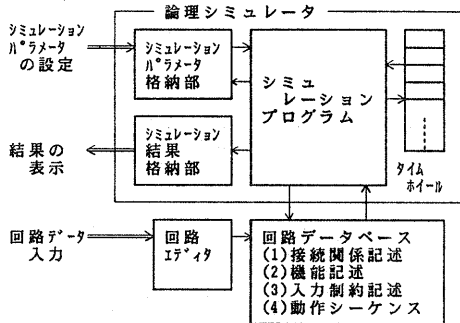 論理シミュレータ
シミュレーション
パラメータ
の設定
シミュレーション
パラメータ
格納部
シミュ
レーション
プログラム
シミュレーション
結果
格納部
結果の
表示
タイム
ホイール
回路データ
入力
回路
エディタ
回路データベース
(1)接続関係記述
(2)機能記述
(3)入力制約記述
(4)動作シーケンス